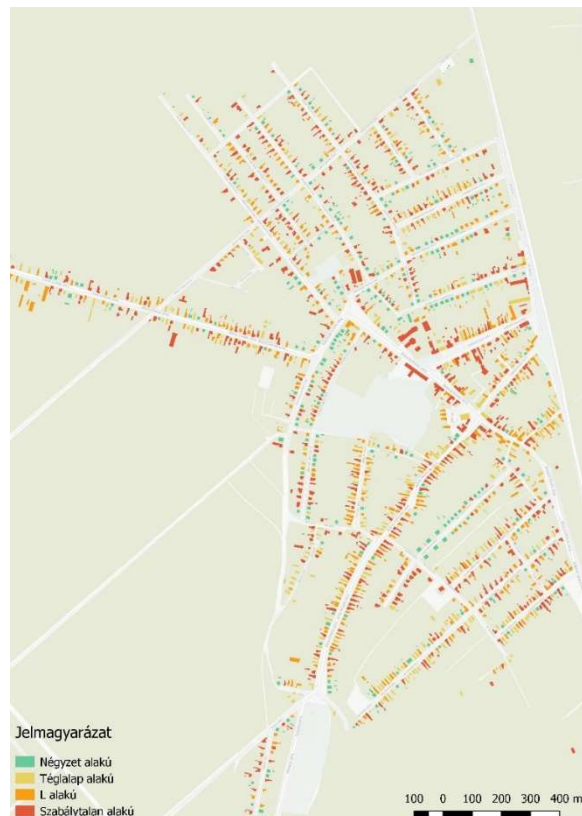 Jelmagyarázat
Négyzet alakú
Téglalap alakú
L alakú
Szabálytalan alakú
100 0 100 200 300 400 m